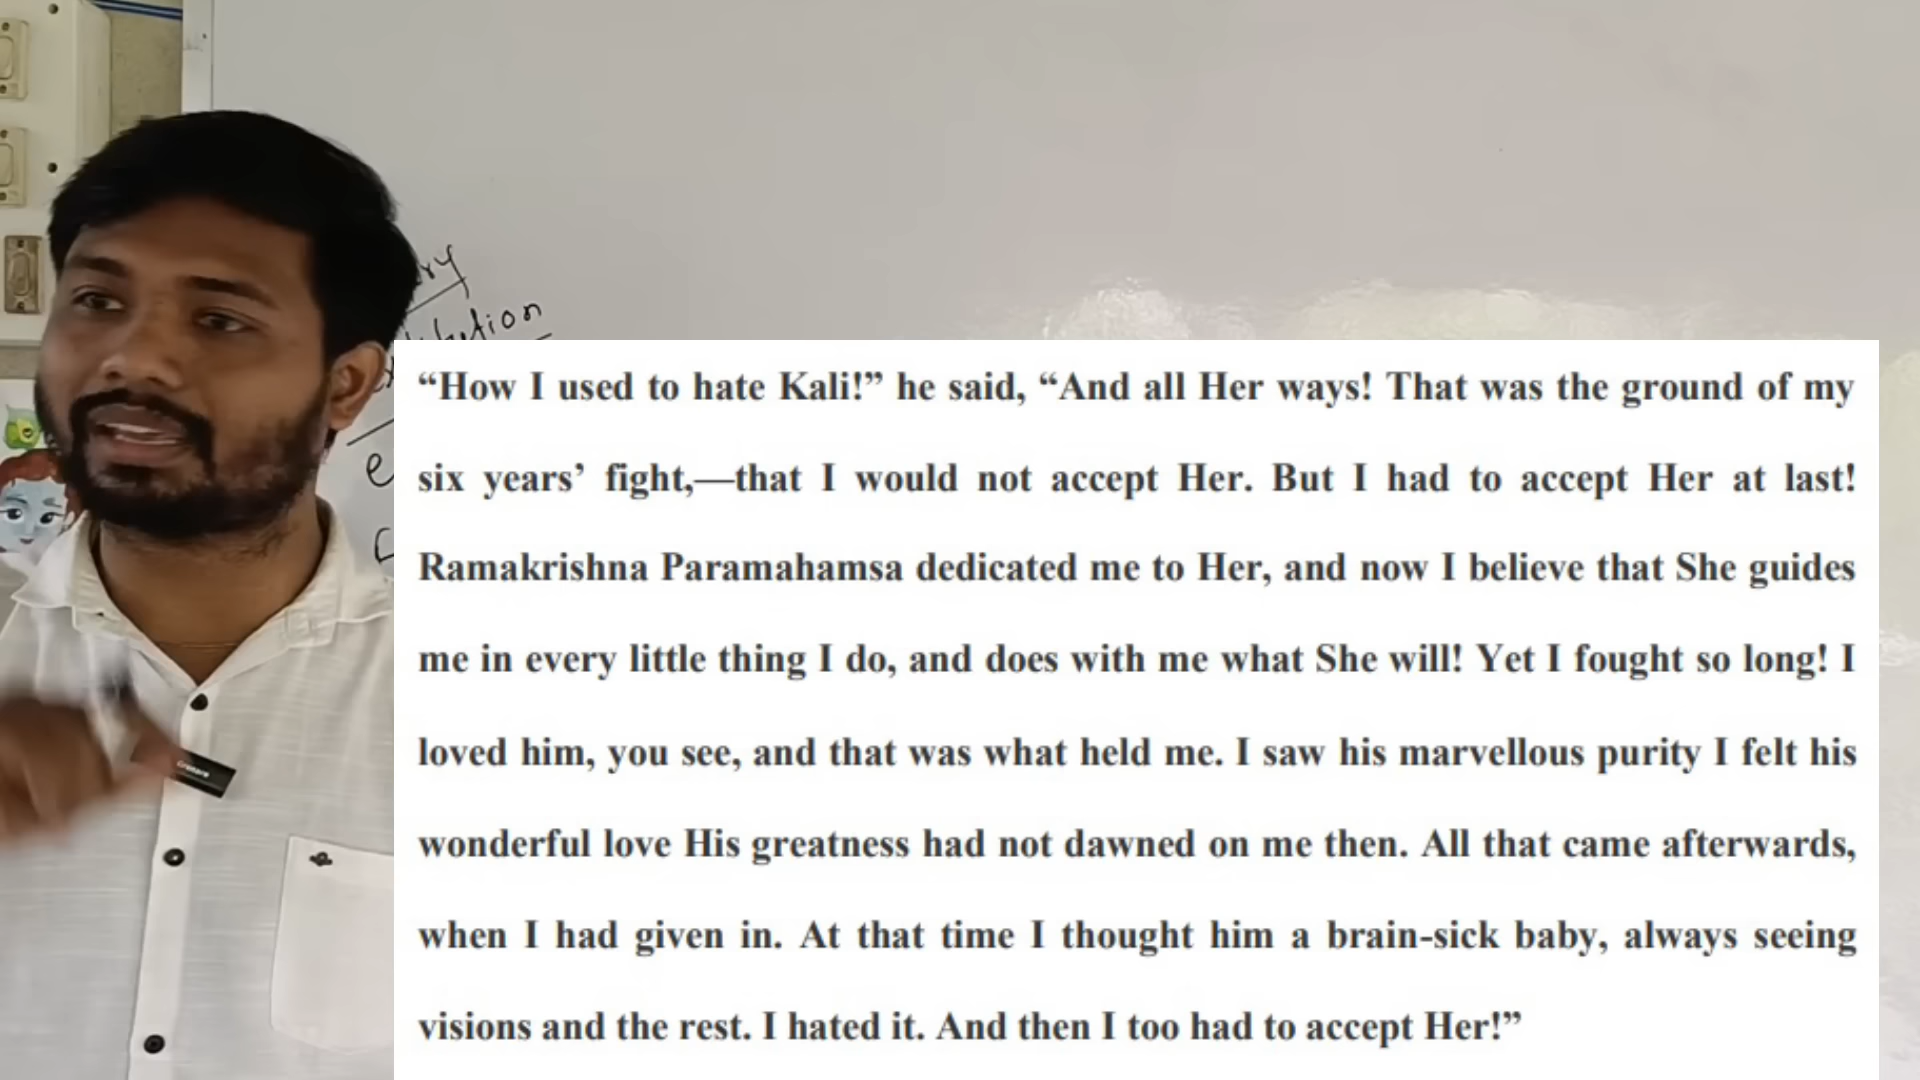 “How I used to hate Kali!” he said, “And all Her ways! That was the ground of my
six years’ fight,—that I would not accept Her. But I had to accept Her at last!
Ramakrishna Paramahamsa dedicated me to Her, and now I believe that She guides
me in every little thing I do, and does with me what She will! Yet I fought so long! I
loved him, you see, and that was what held me. I saw his marvellous purity I felt his
wonderful love His greatness had not dawned on me then. All that came afterwards,
when I had given in. At that time I thought him a brain-sick baby, always seeing
visions and the rest. I hated it. And then I too had to accept Her!”